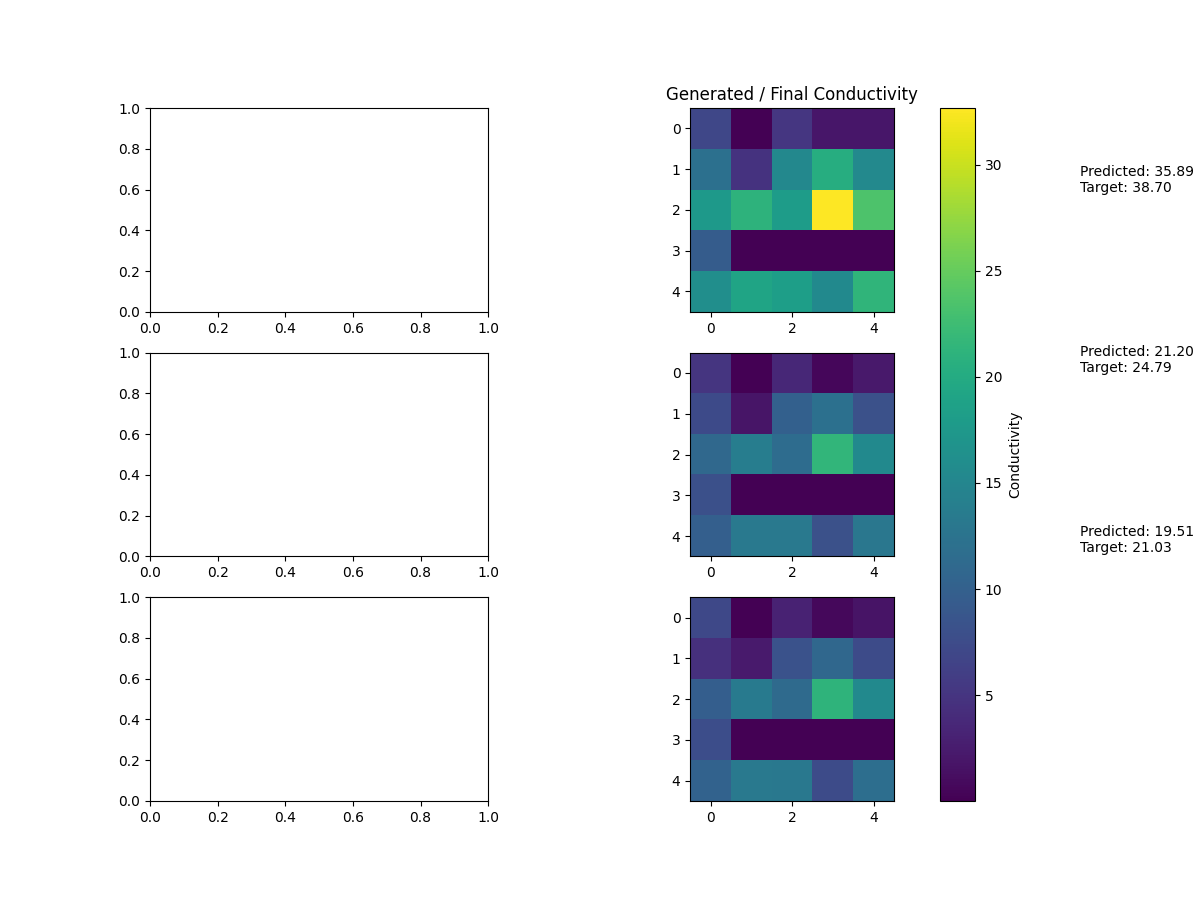 Generated / Final Conductivity
1.0
0.8
0.6
0.4
0.2
0.0
0.0 0.2 0.4 0.6 0.8 1.0
0
1
2
3
4
0 2 4
1.0
0.8
0.6
0.4
0.2
0.0
0.0 0.2 0.4 0.6 0.8 1.0
0
1
2
3
4
0 2 4
1.0
0.8
0.6
0.4
0.2
0.0
0.0 0.2 0.4 0.6 0.8 1.0
0
1
2
3
4
0 2 4
30
25
20
15
10
5
Conductivity
Predicted: 35.89
Target: 38.70
Predicted: 21.20
Target: 24.79
Predicted: 19.51
Target: 21.03